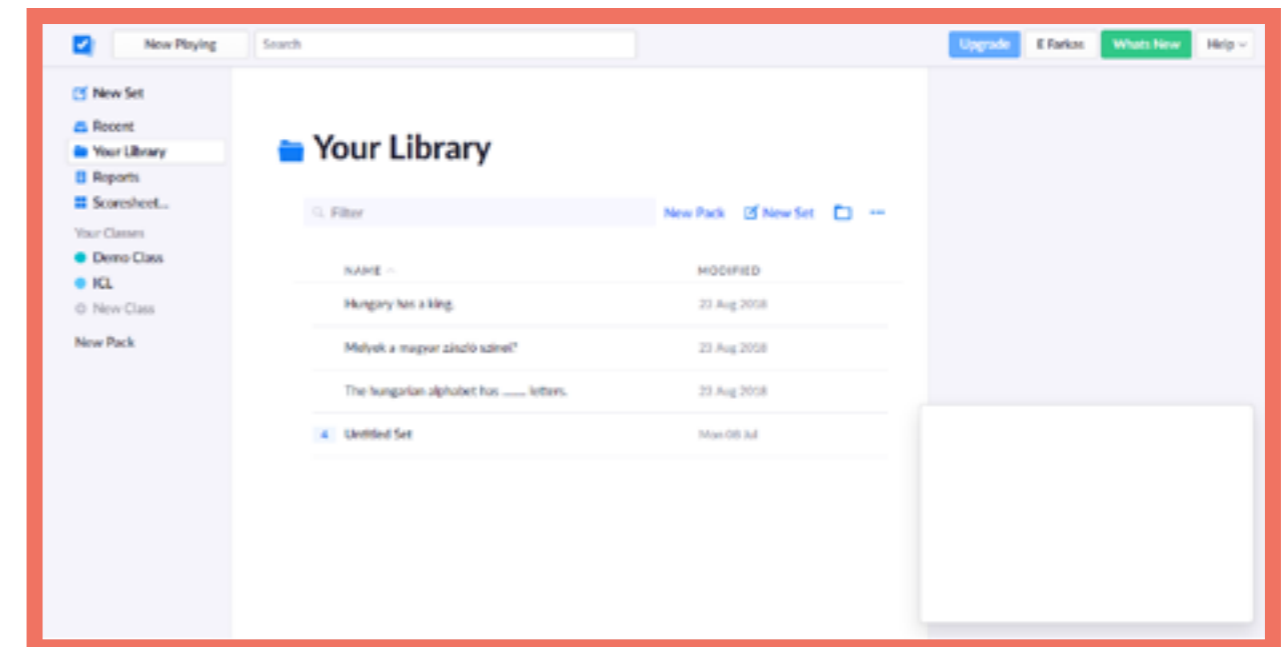 Now Playing
Search
Upgrade
E Farkas
Whats New
Help
New Set
Recent
Your Library
Reports
Scoresheet...
Your Classes
Demo Class
ICL
New Class
New Pack
Your Library
Filter
New Pack
New Set
...
NAME
MODIFIED
Hungary has a king.
23 Aug 2018
Melyek a magyar zászló színei?
23 Aug 2018
The hungarian alphabet has ____ letters.
23 Aug 2018
4 Untitled Set
Mon 08 Jul